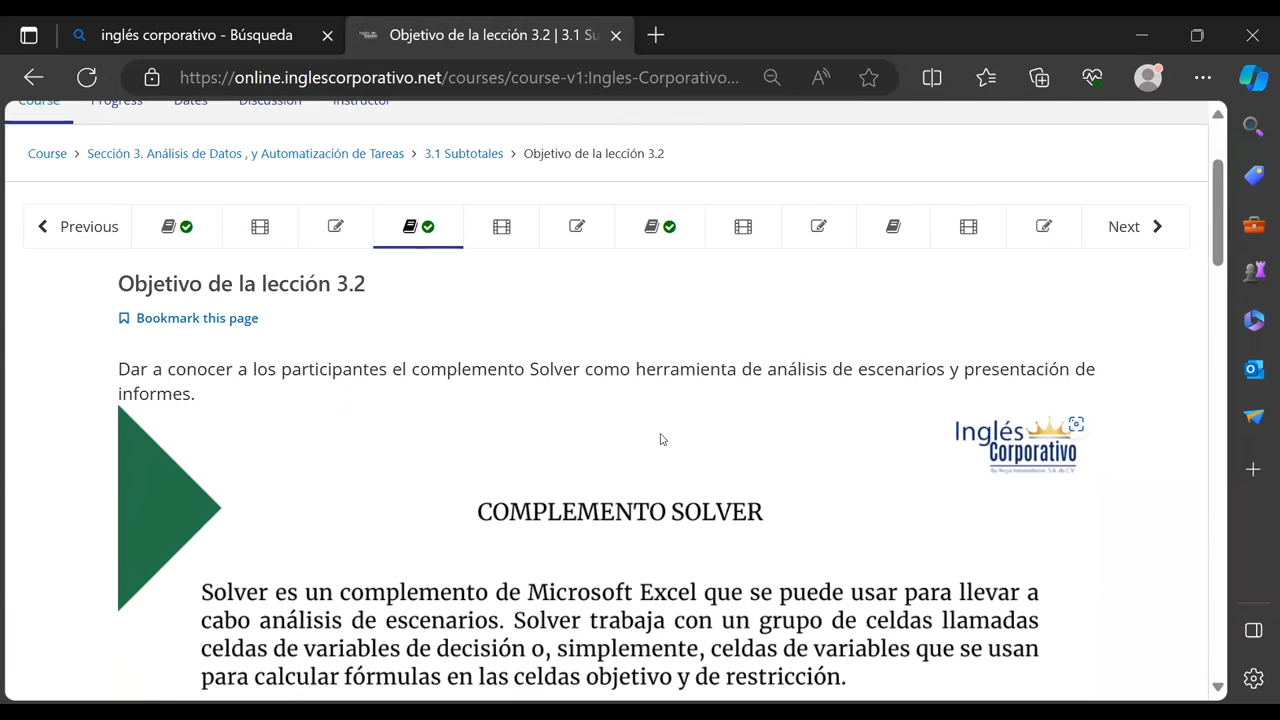 inglés corporativo - Búsqueda
Objetivo de la lección 3.2 | 3.1 Su
https://online.inglescorporativo.net/courses/course-v1:Ingles-Corporativo...
Course Progress Dates Discussion Instructor
Course > Sección 3. Análisis de Datos , y Automatización de Tareas > 3.1 Subtotales > Objetivo de la lección 3.2
Previous
Next
Objetivo de la lección 3.2
Bookmark this page
Dar a conocer a los participantes el complemento Solver como herramienta de análisis de escenarios y presentación de
informes.
Inglés
Corporativo
COMPLEMENTO SOLVER
Solver es un complemento de Microsoft Excel que se puede usar para llevar a
cabo análisis de escenarios. Solver trabaja con un grupo de celdas llamadas
celdas de variables de decisión o, simplemente, celdas de variables que se usan
para calcular fórmulas en las celdas objetivo y de restricción.